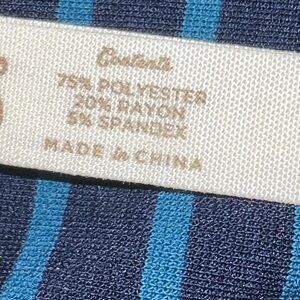 Contents
75% POLYESTER
20% RAYON
5% SPANDEX
MADE in CHINA